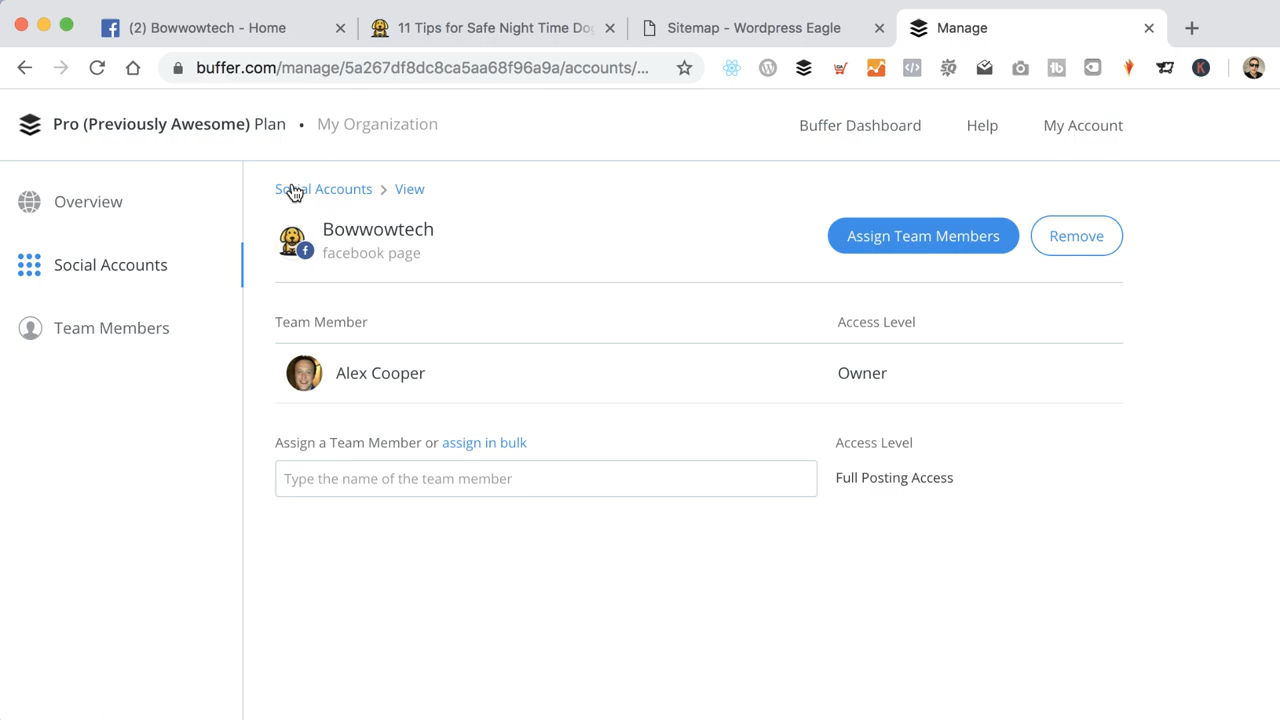 (2) Bowwowtech - Home
11 Tips for Safe Night Time Do
Sitemap - Wordpress Eagle
Manage
buffer.com/manage/5a267df8dc8ca5aa68f96a9a/accounts/...
Pro (Previously Awesome) Plan • My Organization
Buffer Dashboard
Help
My Account
Overview
Social Accounts
Team Members
Social Accounts > View
Bowwowtech
facebook page
Assign Team Members
Remove
Team Member
Access Level
Alex Cooper
Owner
Assign a Team Member or assign in bulk
Access Level
Type the name of the team member
Full Posting Access